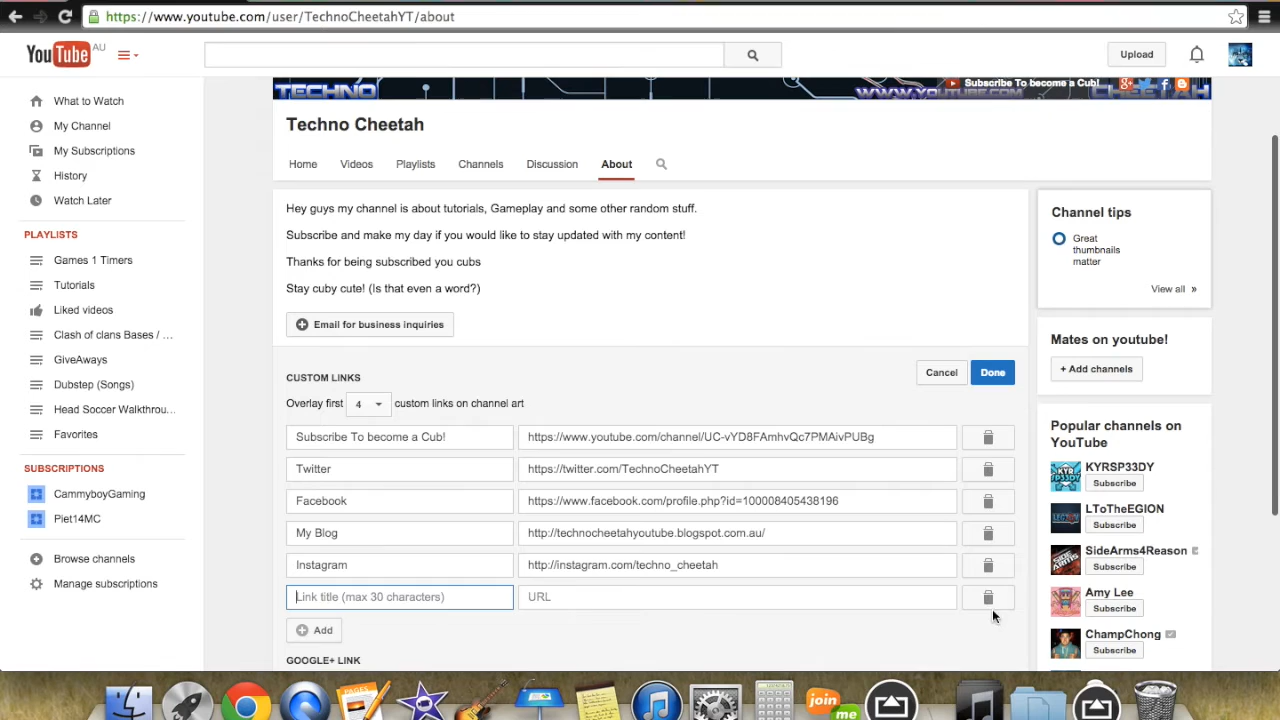 https://www.youtube.com/user/TechnoCheetahYT/about
YouTube AU
Upload
What to Watch
My Channel
My Subscriptions
History
Watch Later
PLAYLISTS
Games 1 Timers
Tutorials
Liked videos
Clash of clans Bases / ...
GiveAways
Dubstep (Songs)
Head Soccer Walkthrou...
Favorites
SUBSCRIPTIONS
CammyboyGaming
Piet14MC
Browse channels
Manage subscriptions
TECHNO
Subscribe To become a Cub!
WWW.YOUTUBE.COM/
CHEETAH
Techno Cheetah
Home Videos Playlists Channels Discussion About
Hey guys my channel is about tutorials, Gameplay and some other random stuff.
Subscribe and make my day if you would like to stay updated with my content!
Thanks for being subscribed you cubs
Stay cuby cute! (Is that even a word?)
Email for business inquiries
CUSTOM LINKS
Cancel Done
Overlay first 4 custom links on channel art
Subscribe To become a Cub! https://www.youtube.com/channel/UC-vYD8FAmhvQc7PMAivPUBg
Twitter https://twitter.com/TechnoCheetahYT
Facebook https://www.facebook.com/profile.php?id=100008405438196
My Blog http://technocheetahyoutube.blogspot.com.au/
Instagram http://instagram.com/techno_cheetah
Link title (max 30 characters) URL
Add
GOOGLE+ LINK
Channel tips
Great
thumbnails
matter
View all »
Mates on youtube!
+ Add channels
Popular channels on
YouTube
KYRSP33DY
Subscribe
LToTheEGION
Subscribe
SideArms4Reason
Subscribe
Amy Lee
Subscribe
ChampChong
Subscribe
PAGES
join
me